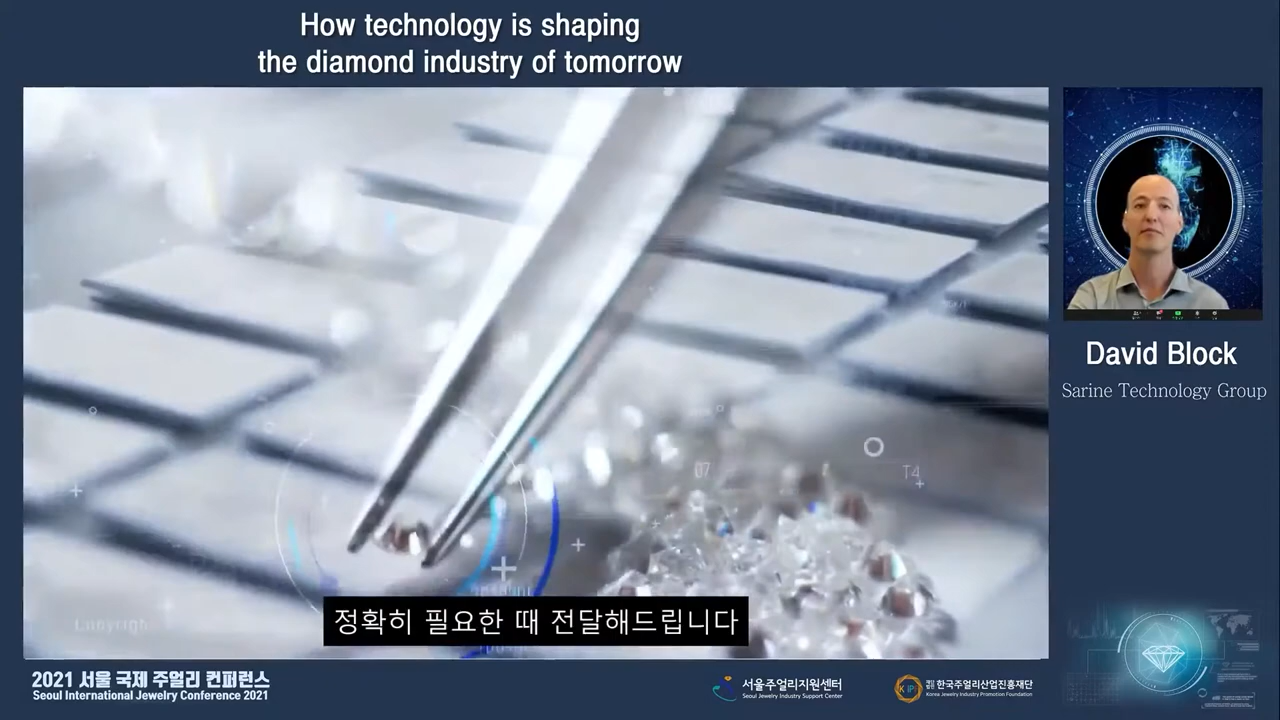 How technology is shaping
the diamond industry of tomorrow
07
T4
정확히 필요한 때 전달해드립니다
David Block
Sarine Technology Group
2021 서울 국제 주얼리 컨퍼런스
Seoul International Jewelry Conference 2021
서울주얼리지원센터
Seoul Jewelry Industry Support Center
한국주얼리산업진흥재단
Korea Jewelry Industry Promotion Foundation